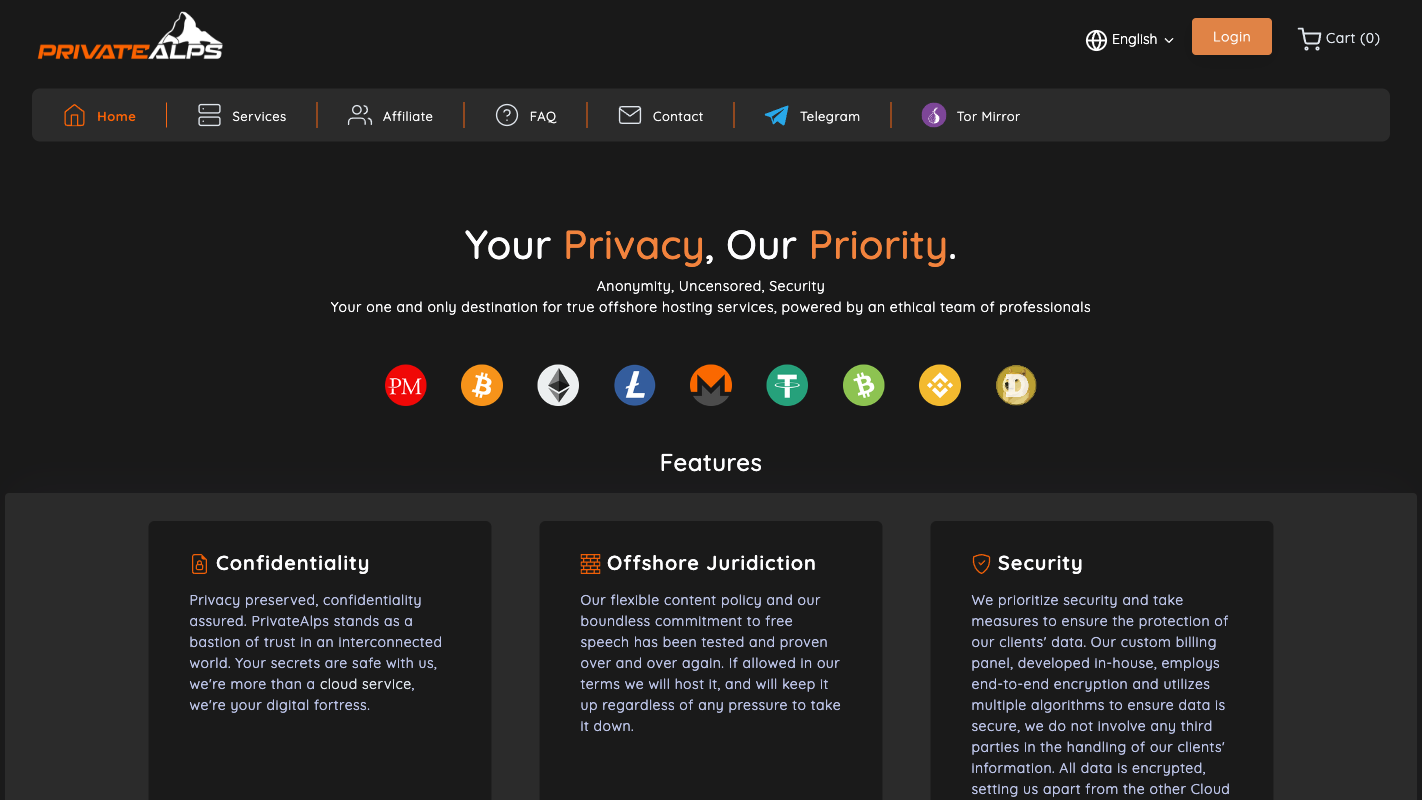 PRIVATEALPS
English
Login
Cart (0)
Home
Services
Affiliate
FAQ
Contact
Telegram
Tor Mirror
Your Privacy, Our Priority.
Anonymity, Uncensored, Security
Your one and only destination for true offshore hosting services, powered by an ethical team of professionals
PM
Features
Confidentiality
Privacy preserved, confidentiality
assured. PrivateAlps stands as a
bastion of trust in an interconnected
world. Your secrets are safe with us,
we're more than a cloud service,
we're your digital fortress.
Offshore Juridiction
Our flexible content policy and our
boundless commitment to free
speech has been tested and proven
over and over again. If allowed in our
terms we will host it, and will keep it
up regardless of any pressure to take
it down.
Security
We prioritize security and take
measures to ensure the protection of
our clients' data. Our custom billing
panel, developed in-house, employs
end-to-end encryption and utilizes
multiple algorithms to ensure data is
secure, we do not involve any third
parties in the handling of our clients'
information. All data is encrypted,
setting us apart from the other Cloud